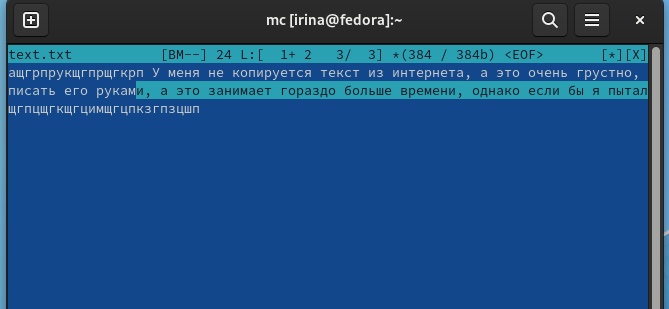 mc [irina@fedora]:~
text.txt [BM--] 24 L:[ 1+ 2 3/ 3] *(384 / 384b) <EOF> [*][X]
ащгрпрукщгпрщгкрп У меня не копируется текст из интернета, а это очень грустно,
писать его руками, а это занимает гораздо больше времени, однако если бы я пытал
щгпцщгкщгцимщгцпкзгпзцшп